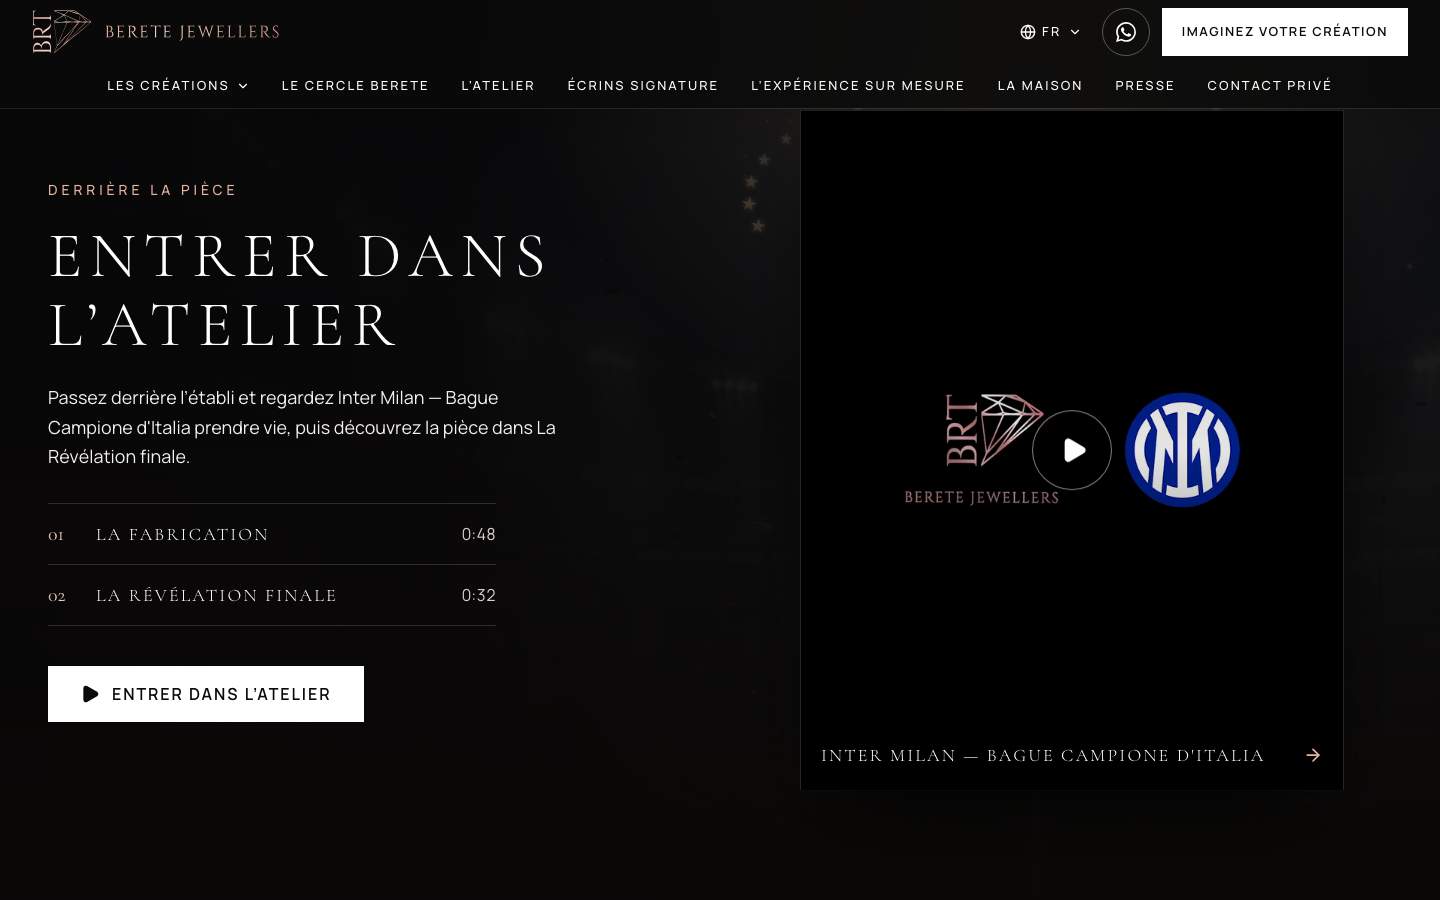 BRT
BERETE JEWELLERS
FR
IMAGINEZ VOTRE CRÉATION
LES CRÉATIONS
LE CERCLE BERETE
L'ATELIER
ÉCRINS SIGNATURE
L'EXPÉRIENCE SUR MESURE
LA MAISON
PRESSE
CONTACT PRIVÉ
DERRIÈRE LA PIÈCE
ENTRER DANS
L’ATELIER
Passez derrière l’établi et regardez Inter Milan — Bague
Campione d'Italia prendre vie, puis découvrez la pièce dans La
Révélation finale.
01 LA FABRICATION 0:48
02 LA RÉVÉLATION FINALE 0:32
ENTRER DANS L’ATELIER
BRT
BERETE JEWELLERS
IM
INTER MILAN — BAGUE CAMPIONE D'ITALIA